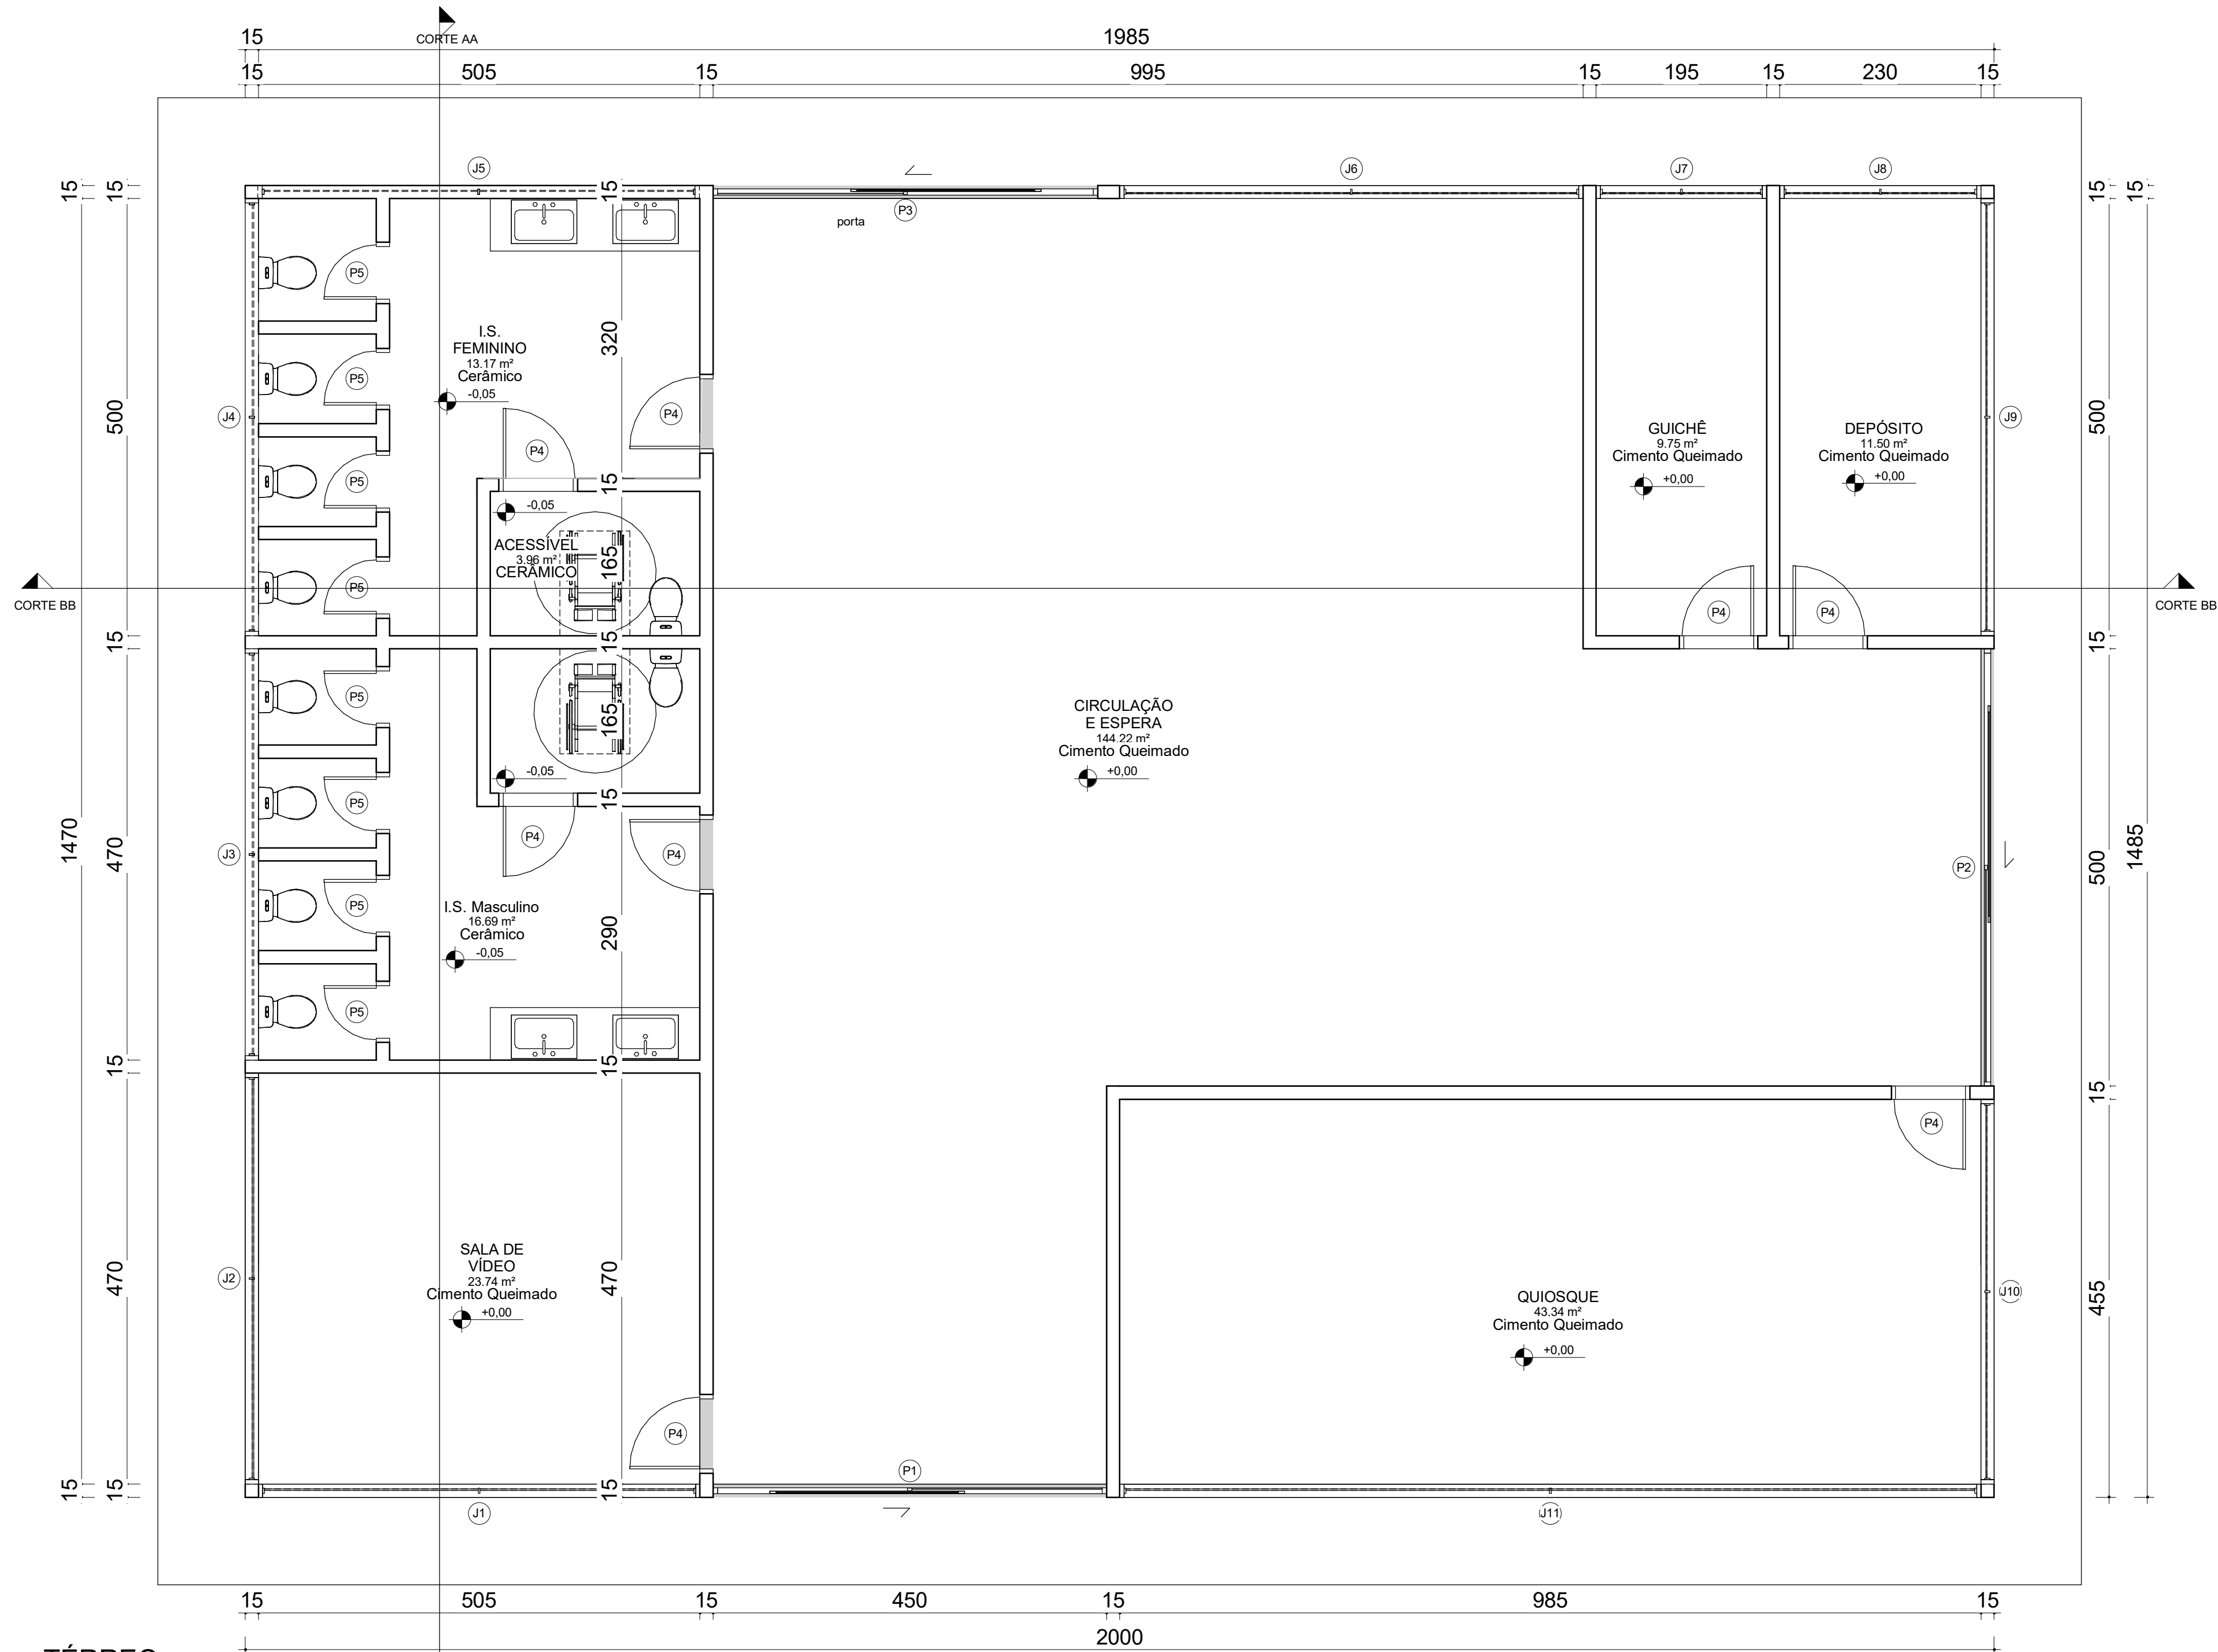 CORTE AA
15
1985
15
505
15
995
15
195
15
230
15
J5
J6
J7
J8
P3
porta
15
15
15
15
15
P5
I.S.
FEMININO
13.17 m²
Cerâmico
-0,05
320
P5
500
J4
P4
P4
GUICHÊ
9.75 m²
Cimento Queimado
+0,00
DEPÓSITO
11.50 m²
Cimento Queimado
+0,00
J9
500
P5
15
-0,05
ACESSÍVEL
3.96 m²
CERÂMICO
165
P5
CORTE BB
CORTE BB
P4
P4
15
15
15
P5
165
CIRCULAÇÃO
E ESPERA
144.22 m²
Cimento Queimado
+0,00
-0,05
P5
15
P4
P4
1470
470
J3
P2
500
1485
I.S. Masculino
16.69 m²
Cerâmico
-0,05
P5
290
P5
15
15
15
P4
SALA DE
VÍDEO
23.74 m²
Cimento Queimado
+0,00
J2
470
470
QUIOSQUE
43.34 m²
Cimento Queimado
+0,00
J10
455
P4
P1
15
15
15
J1
J11
15
505
15
450
15
985
15
2000